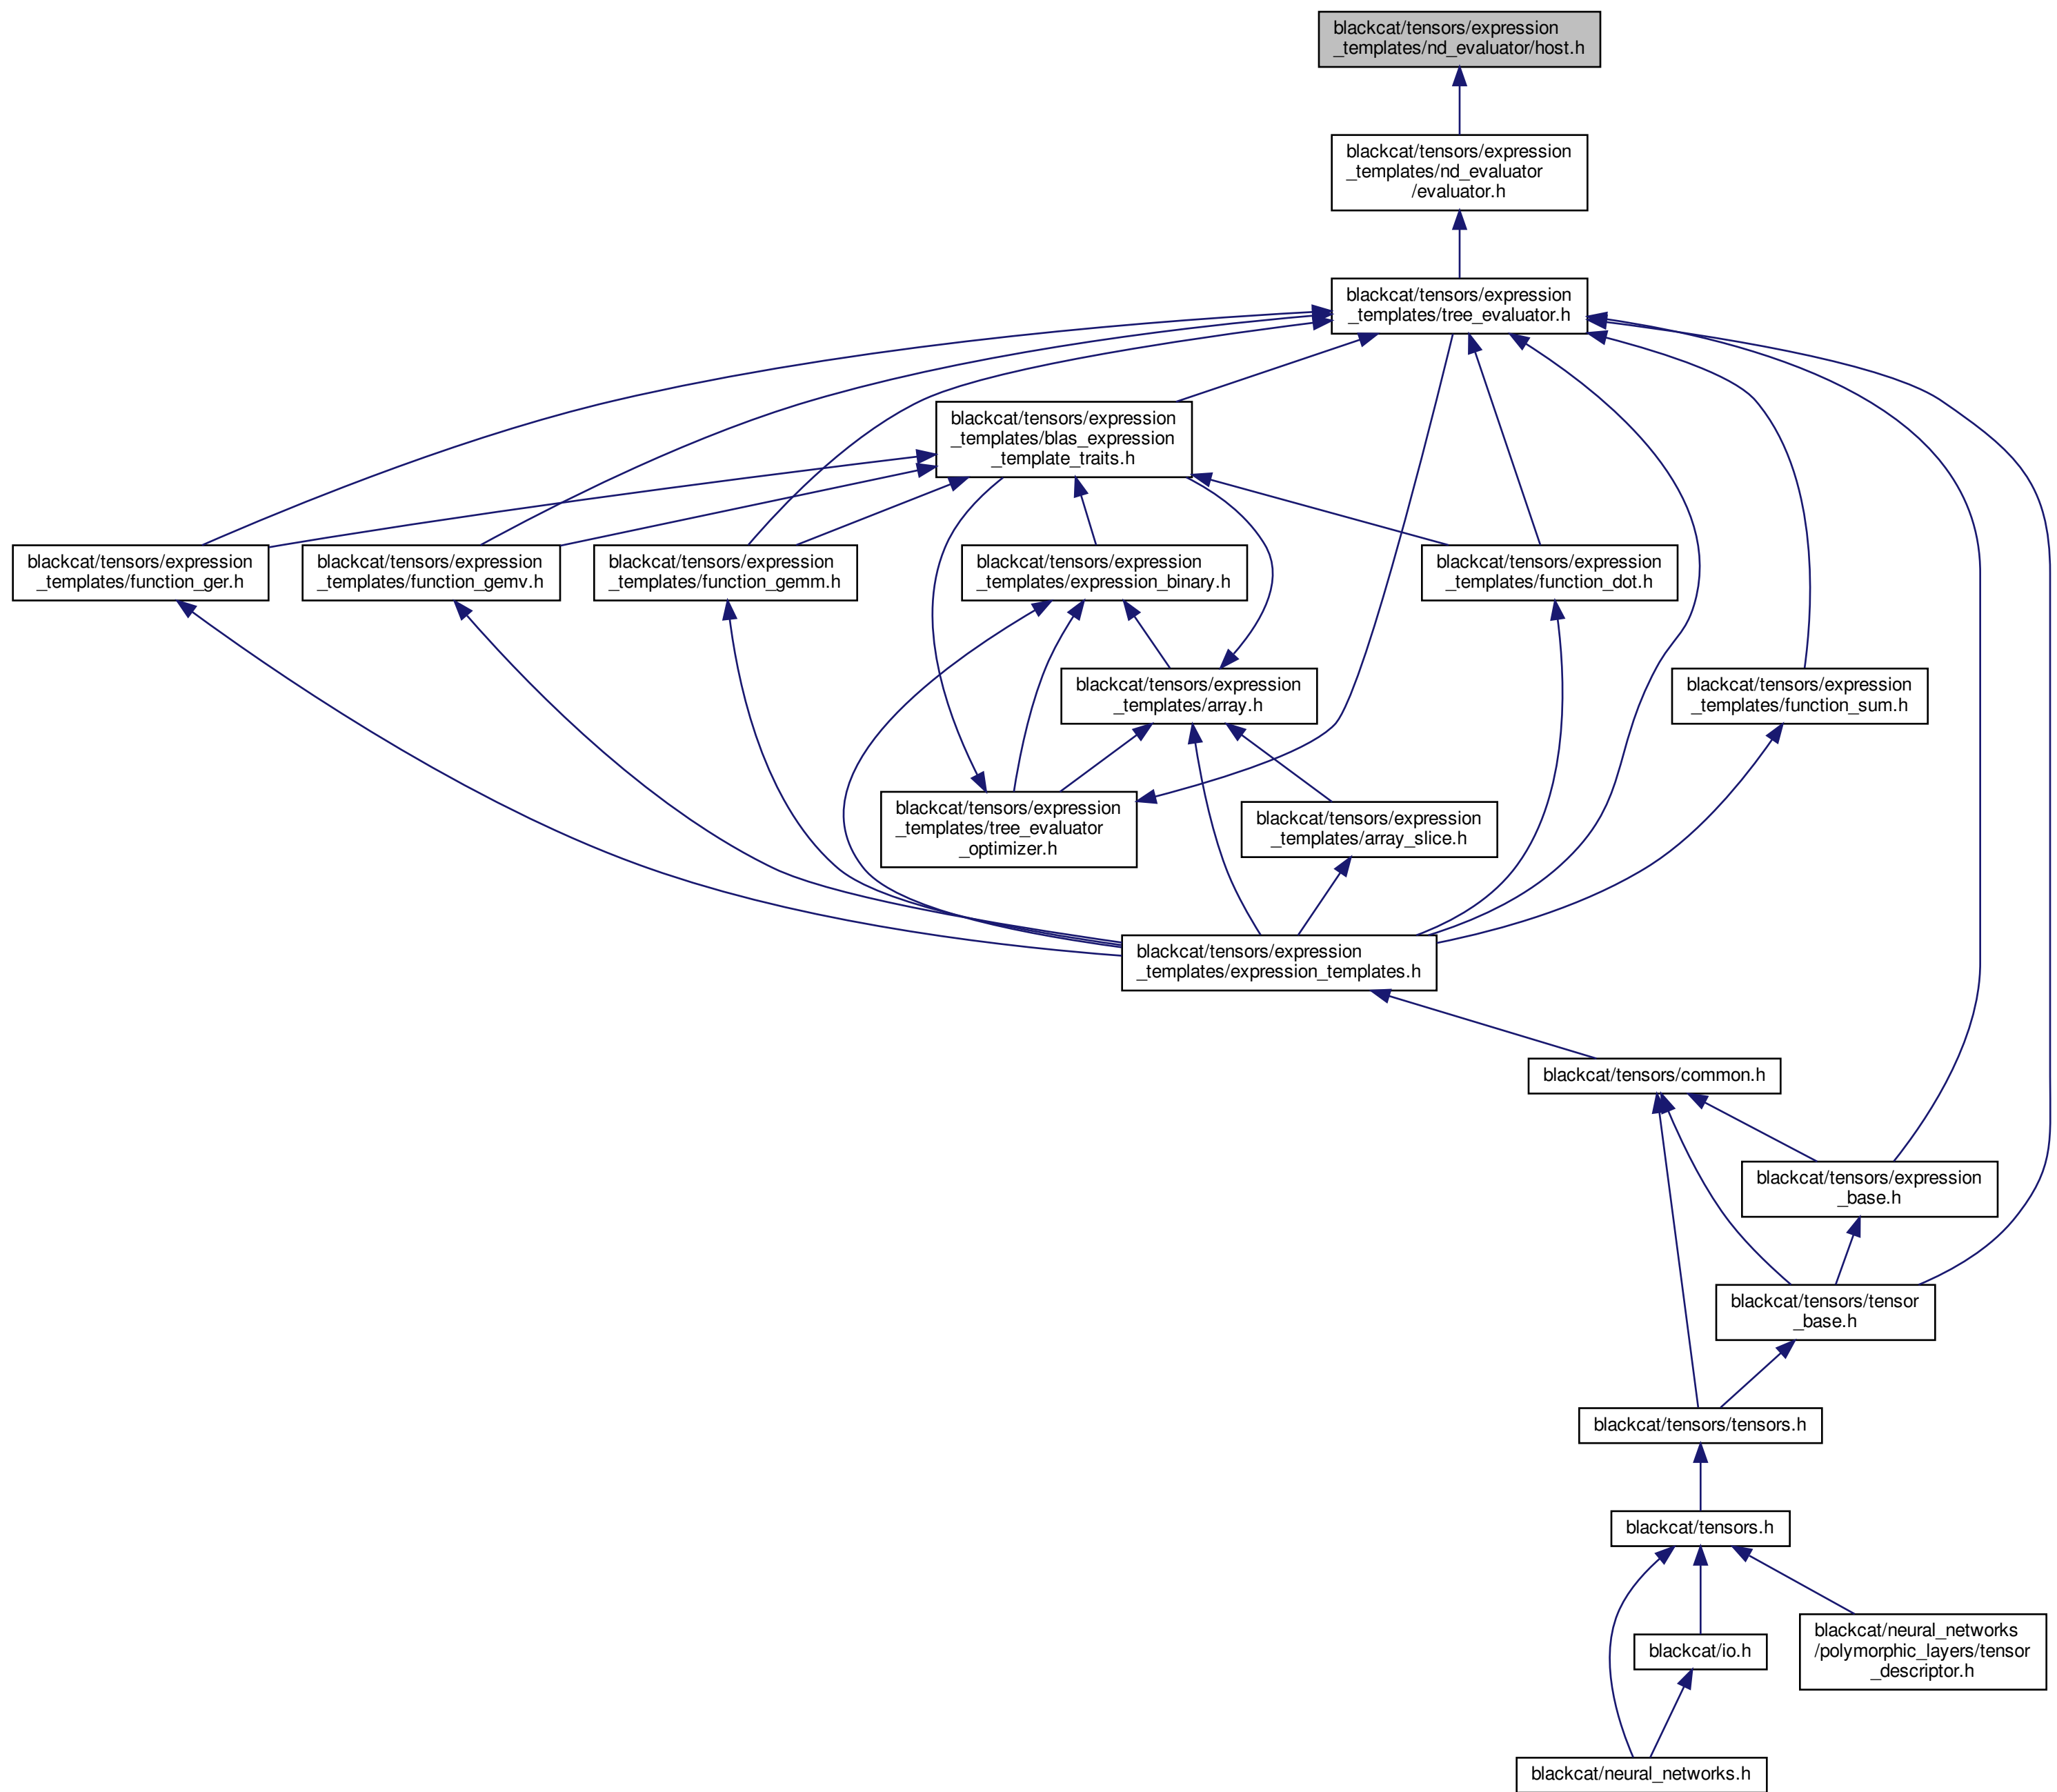 blackcat/tensors/expression
_templates/nd_evaluator/host.h
blackcat/tensors/expression
_templates/nd_evaluator
/evaluator.h
blackcat/tensors/expression
_templates/tree_evaluator.h
blackcat/tensors/expression
_templates/blas_expression
_template_traits.h
blackcat/tensors/expression
_templates/function_ger.h
blackcat/tensors/expression
_templates/function_gemv.h
blackcat/tensors/expression
_templates/function_gemm.h
blackcat/tensors/expression
_templates/expression_binary.h
blackcat/tensors/expression
_templates/function_dot.h
blackcat/tensors/expression
_templates/array.h
blackcat/tensors/expression
_templates/function_sum.h
blackcat/tensors/expression
_templates/tree_evaluator
_optimizer.h
blackcat/tensors/expression
_templates/array_slice.h
blackcat/tensors/expression
_templates/expression_templates.h
blackcat/tensors/common.h
blackcat/tensors/expression
_base.h
blackcat/tensors/tensor
_base.h
blackcat/tensors/tensors.h
blackcat/tensors.h
blackcat/io.h
blackcat/neural_networks
/polymorphic_layers/tensor
_descriptor.h
blackcat/neural_networks.h